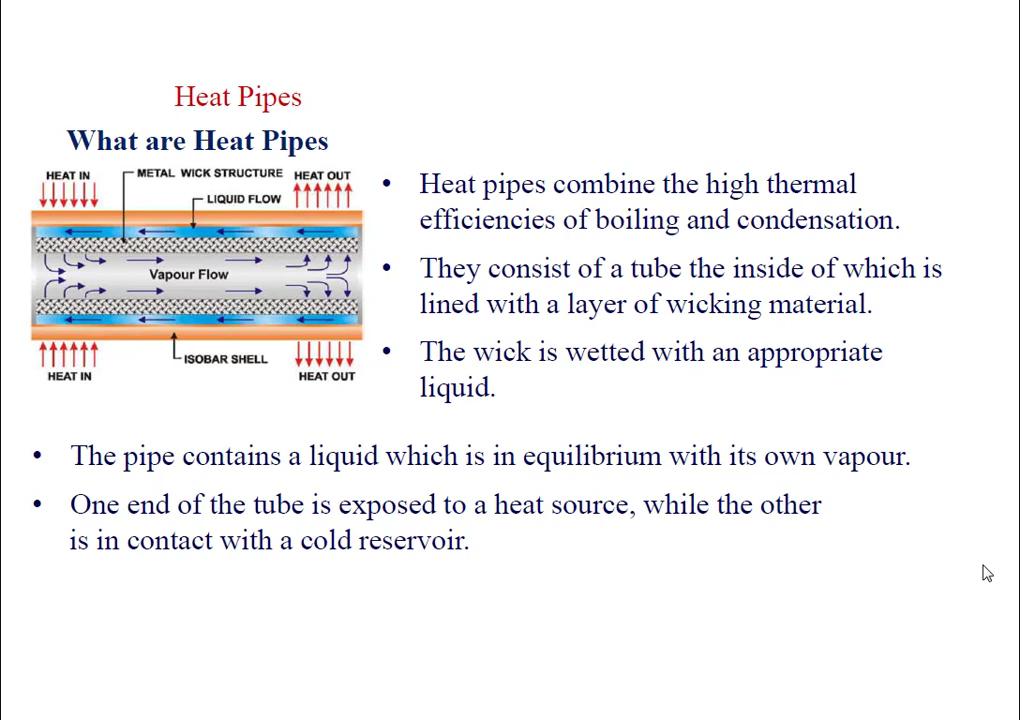 Heat Pipes
What are Heat Pipes
HEAT IN
METAL WICK STRUCTURE
HEAT OUT
LIQUID FLOW
Vapour Flow
ISOBAR SHELL
HEAT IN
HEAT OUT
• Heat pipes combine the high thermal
efficiencies of boiling and condensation.
• They consist of a tube the inside of which is
lined with a layer of wicking material.
• The wick is wetted with an appropriate
liquid.
• The pipe contains a liquid which is in equilibrium with its own vapour.
• One end of the tube is exposed to a heat source, while the other
is in contact with a cold reservoir.